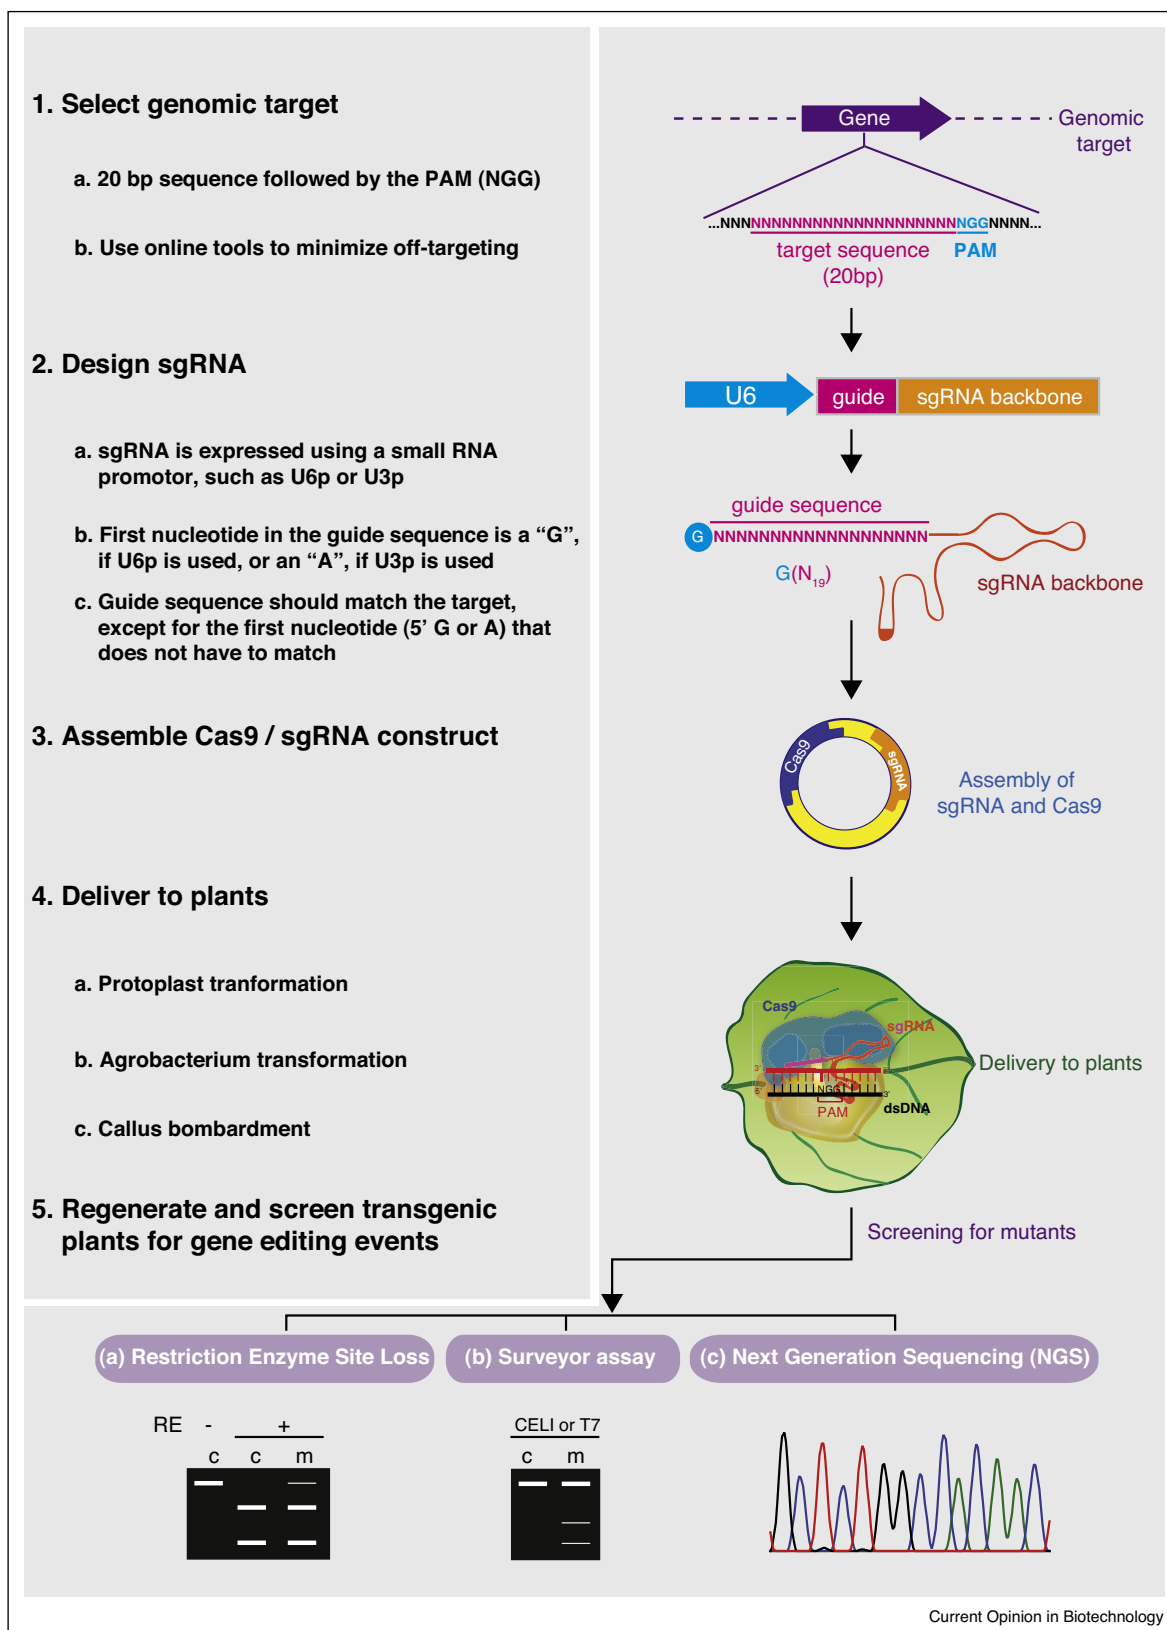 1. Select genomic target
a. 20 bp sequence followed by the PAM (NGG)
b. Use online tools to minimize off-targeting
Gene
Genomic
target
...NNNNNNNNNNNNNNNNNNNNNNNNGGNNNN...
target sequence
(20bp)
PAM
2. Design sgRNA
a. sgRNA is expressed using a small RNA
promotor, such as U6p or U3p
b. First nucleotide in the guide sequence is a “G”,
if U6p is used, or an “A”, if U3p is used
c. Guide sequence should match the target,
except for the first nucleotide (5’ G or A) that
does not have to match
U6
guide
sgRNA backbone
guide sequence
G
NNNNNNNNNNNNNNNNNNN
G(N19)
sgRNA backbone
3. Assemble Cas9 / sgRNA construct
Cas9
sgRNA
Assembly of
sgRNA and Cas9
4. Deliver to plants
a. Protoplast tranformation
b. Agrobacterium transformation
c. Callus bombardment
Cas9
sgRNA
3'
5'
5'
NGG
3'
PAM
dsDNA
Delivery to plants
5. Regenerate and screen transgenic
plants for gene editing events
Screening for mutants
(a) Restriction Enzyme Site Loss
(b) Surveyor assay
(c) Next Generation Sequencing (NGS)
RE - +
c c m
CELI or T7
c m
Current Opinion in Biotechnology